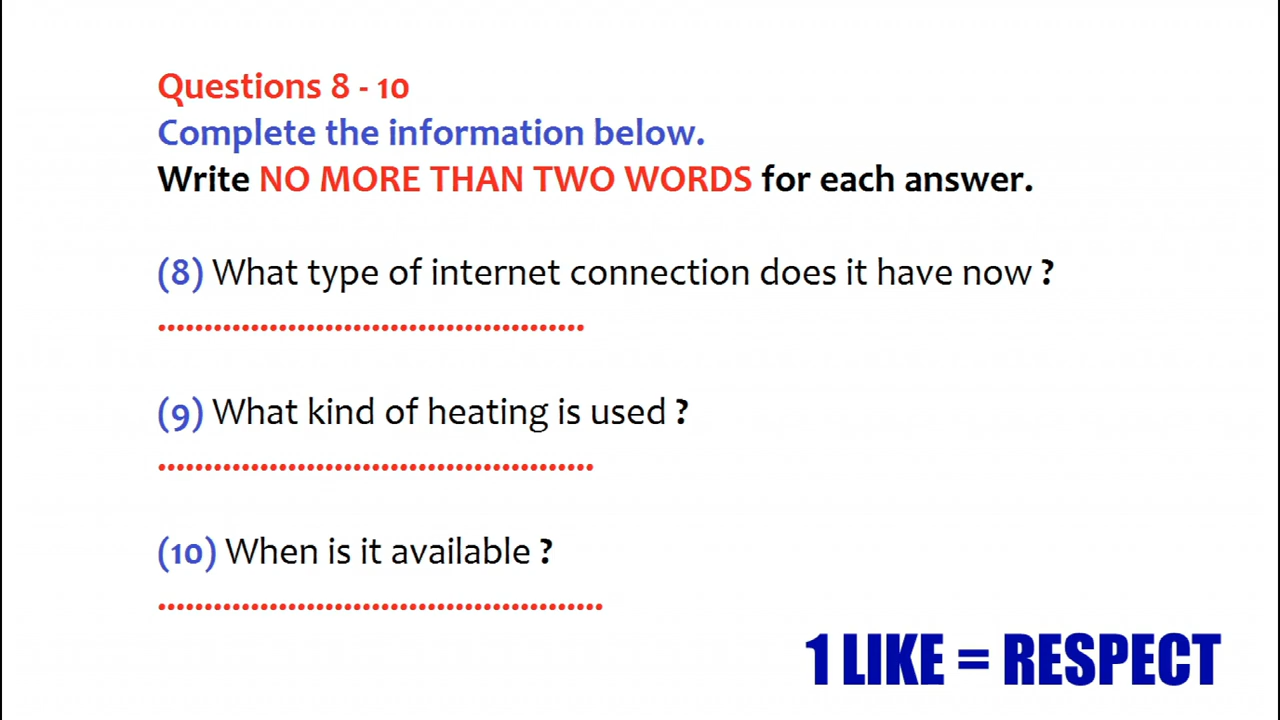 Questions 8 - 10
Complete the information below.
Write NO MORE THAN TWO WORDS for each answer.
(8) What type of internet connection does it have now ?
..............................................
(9) What kind of heating is used ?
...............................................
(10) When is it available ?
................................................
1 LIKE = RESPECT